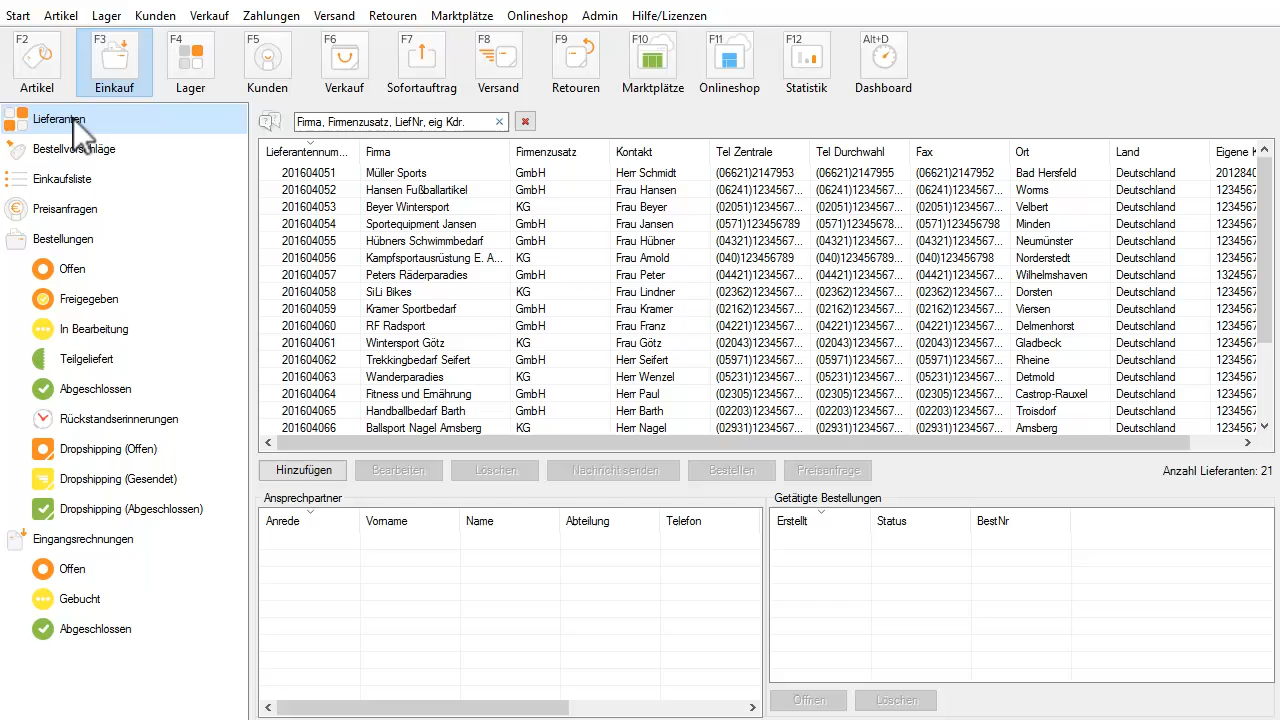 Start Artikel Lager Kunden Verkauf Zahlungen Versand Retouren Marktplätze Onlineshop Admin Hilfe/Lizenzen
F2 F3 F4 F5 F6 F7 F8 F9 F10 F11 F12 Alt+D
Artikel Einkauf Lager Kunden Verkauf Sofortauftrag Versand Retouren Marktplätze Onlineshop Statistik Dashboard
Lieferanten
Bestellvorschläge
Einkaufsliste
Preisanfragen
Bestellungen
Offen
Freigegeben
In Bearbeitung
Teilgeliefert
Abgeschlossen
Rückstandserinnerungen
Dropshipping (Offen)
Dropshipping (Gesendet)
Dropshipping (Abgeschlossen)
Eingangsrechnungen
Offen
Gebucht
Abgeschlossen
Firma, Firmenzusatz, LiefNr, eig Kdr.
Lieferantennum... Firma Firmenzusatz Kontakt Tel Zentrale Tel Durchwahl Fax Ort Land Eigene K
201604051 Müller Sports GmbH Herr Schmidt (06621)2147953 (06621)2147955 (06621)2147952 Bad Hersfeld Deutschland 2012840
201604052 Hansen Fußballartikel GmbH Frau Hansen (06241)1234567... (06241)1234567... (06241)1234567... Worms Deutschland 1234567
201604053 Beyer Wintersport KG Frau Beyer (02051)1234567... (02051)1234567... (02051)1234567... Velbert Deutschland 1234567
201604054 Sportequipment Jansen GmbH Frau Jansen (0571)123456789 (0571)12345678... (0571)123456798 Minden Deutschland 1234567
201604055 Hübners Schwimmbedarf GmbH Frau Hübner (04321)1234567... (04321)1234567... (04321)1234567... Neumünster Deutschland 1234567
201604056 Kampfsportausrüstung E. A... KG Frau Arnold (040)123456789 (040)123456789... (040)123456798 Norderstedt Deutschland 1234567
201604057 Peters Räderparadies GmbH Frau Peter (04421)1234567... (04421)1234567... (04421)1234567... Wilhelmshaven Deutschland 1324567
201604058 SiLi Bikes KG Frau Lindner (02362)1234567... (02362)1234567... (02362)1234567... Dorsten Deutschland 1234567
201604059 Kramer Sportbedarf GmbH Frau Kramer (02162)1234567... (02162)1234567... (02162)1234567... Viersen Deutschland 1234567
201604060 RF Radsport GmbH Frau Franz (04221)1234567... (04221)1234567... (04221)1234567... Delmenhorst Deutschland 1234567
201604061 Wintersport Götz KG Frau Götz (02043)1234567... (02043)1234567... (02043)1234567... Gladbeck Deutschland 1234567
201604062 Trekkingbedarf Seifert GmbH Herr Seifert (05971)1234567... (05971)1234567... (05971)1234567... Rheine Deutschland 1234567
201604063 Wanderparadies KG Herr Wenzel (05231)1234567... (05231)1234567... (05231)1234567... Detmold Deutschland 1234567
201604064 Fitness und Ernährung GmbH Herr Paul (02305)1234567... (02305)1234567... (02305)1234567... Castrop-Rauxel Deutschland 1234567
201604065 Handballbedarf Barth GmbH Herr Barth (02203)1234567... (02203)1234567... (02203)1234567... Troisdorf Deutschland 1234567
201604066 Ballsport Nagel Arnsberg KG Herr Nagel (02931)1234567... (02931)1234567... (02931)1234567... Arnsberg Deutschland 1234567
Hinzufügen Bearbeiten Löschen Nachricht senden Bestellen Preisanfrage Anzahl Lieferanten: 21
Ansprechpartner Getätigte Bestellungen
Anrede Vorname Name Abteilung Telefon Erstellt Status BestNr
Öffnen Löschen